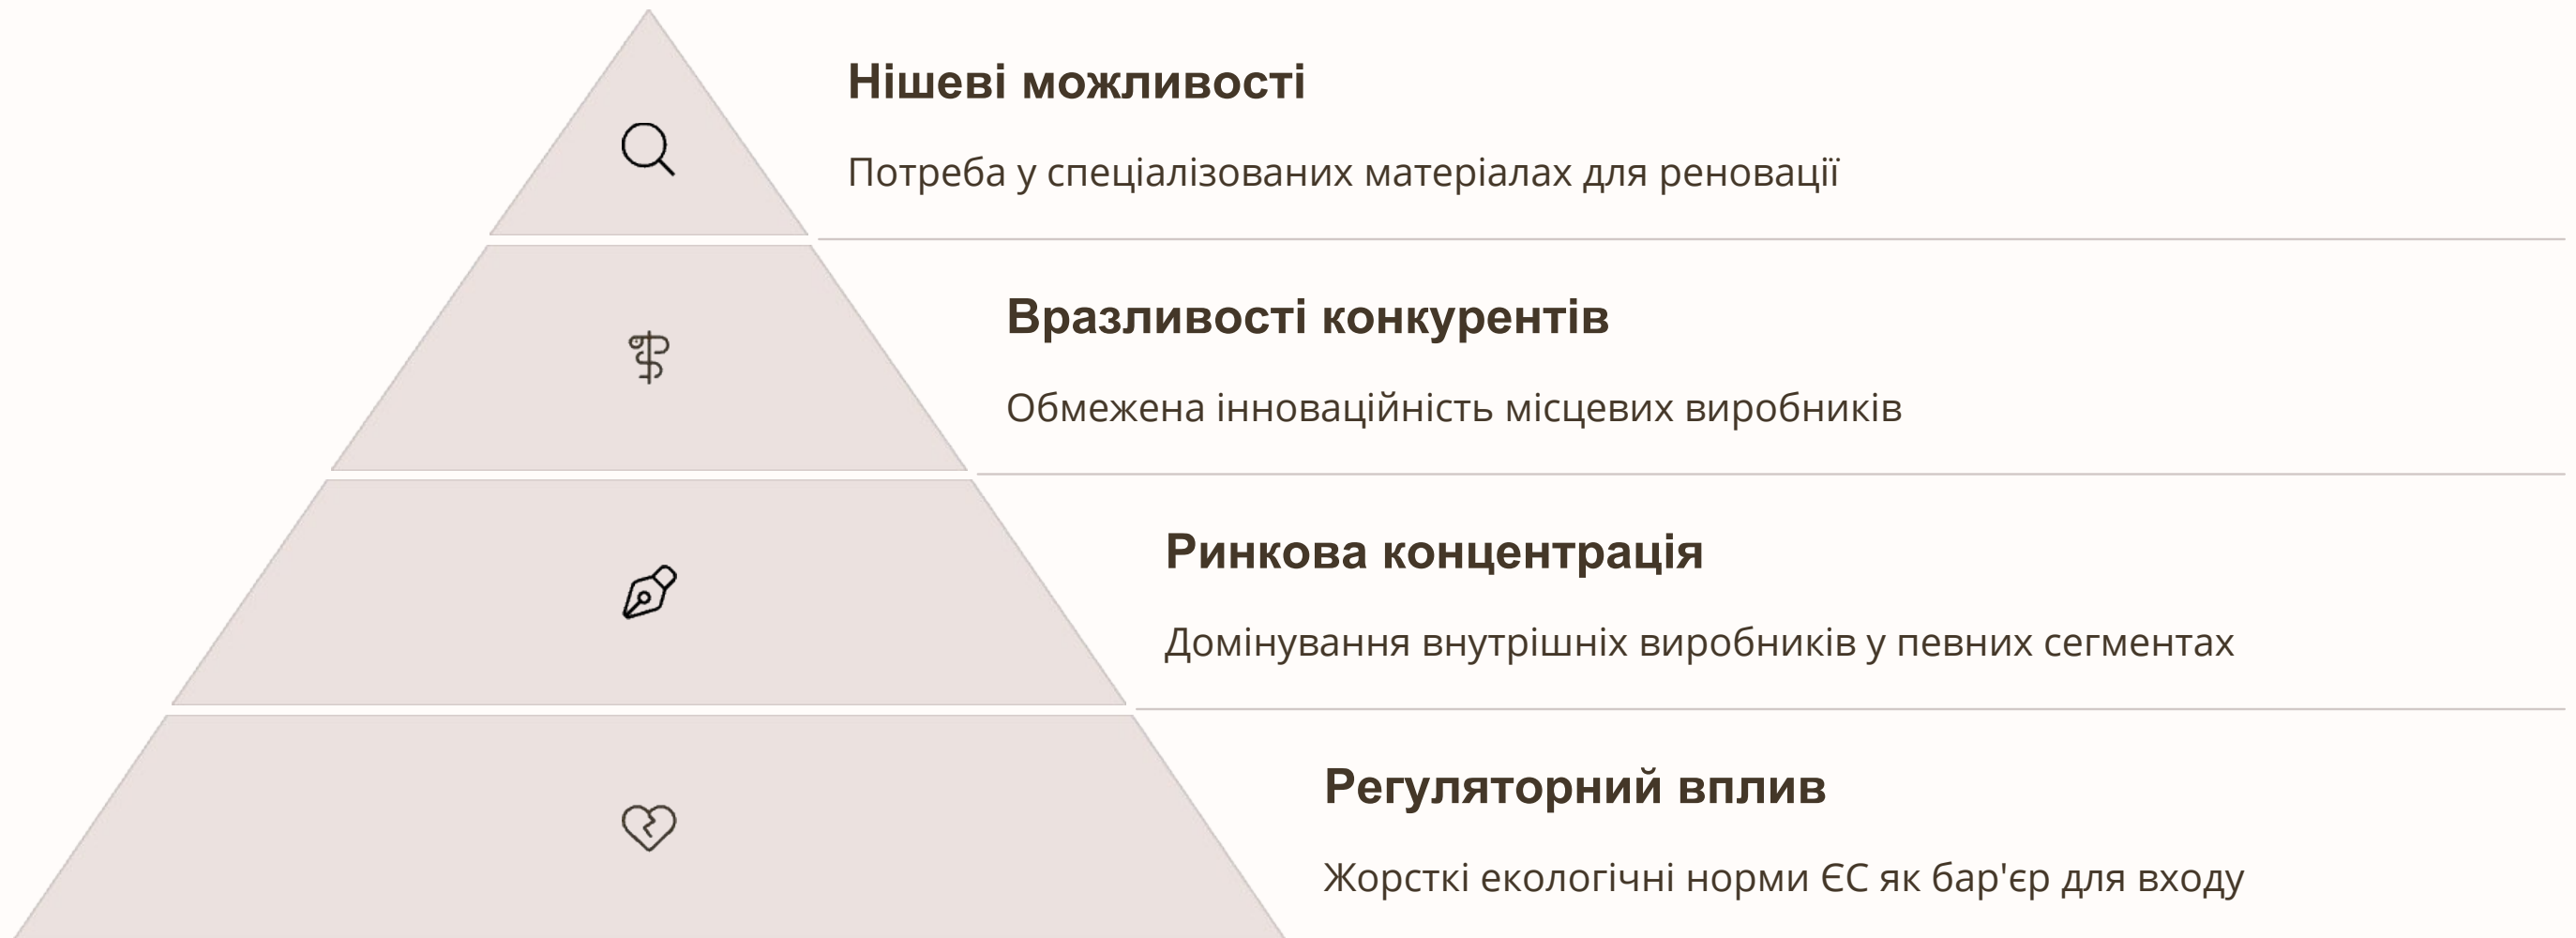 Нішеві можливості
Потреба у спеціалізованих матеріалах для реновації
Вразливості конкурентів
Обмежена інноваційність місцевих виробників
Ринкова концентрація
Домінування внутрішніх виробників у певних сегментах
Регуляторний вплив
Жорсткі екологічні норми ЄС як бар'єр для входу